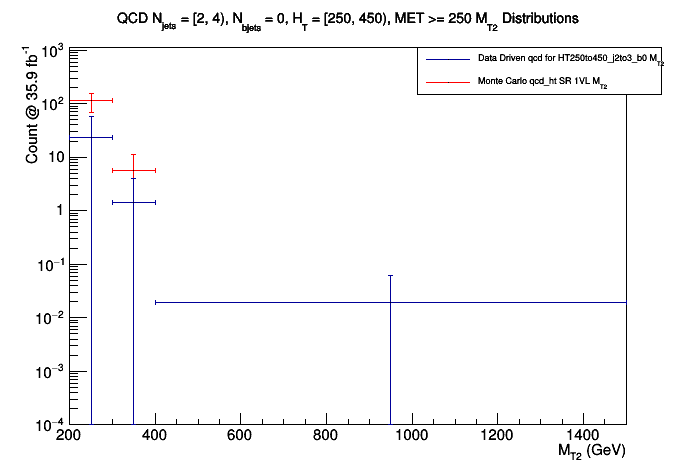 QCD N_jets = [2, 4), N_bjets = 0, H_T = [250, 450), MET >= 250 M_T2 Distributions
Data Driven qcd for HT250to450_j2to3_b0 M_T2
Monte Carlo qcd_ht SR 1VL M_T2
Count @ 35.9 fb^-1
10^3
10^2
10
1
10^-1
10^-2
10^-3
10^-4
200 400 600 800 1000 1200 1400
M_T2 (GeV)